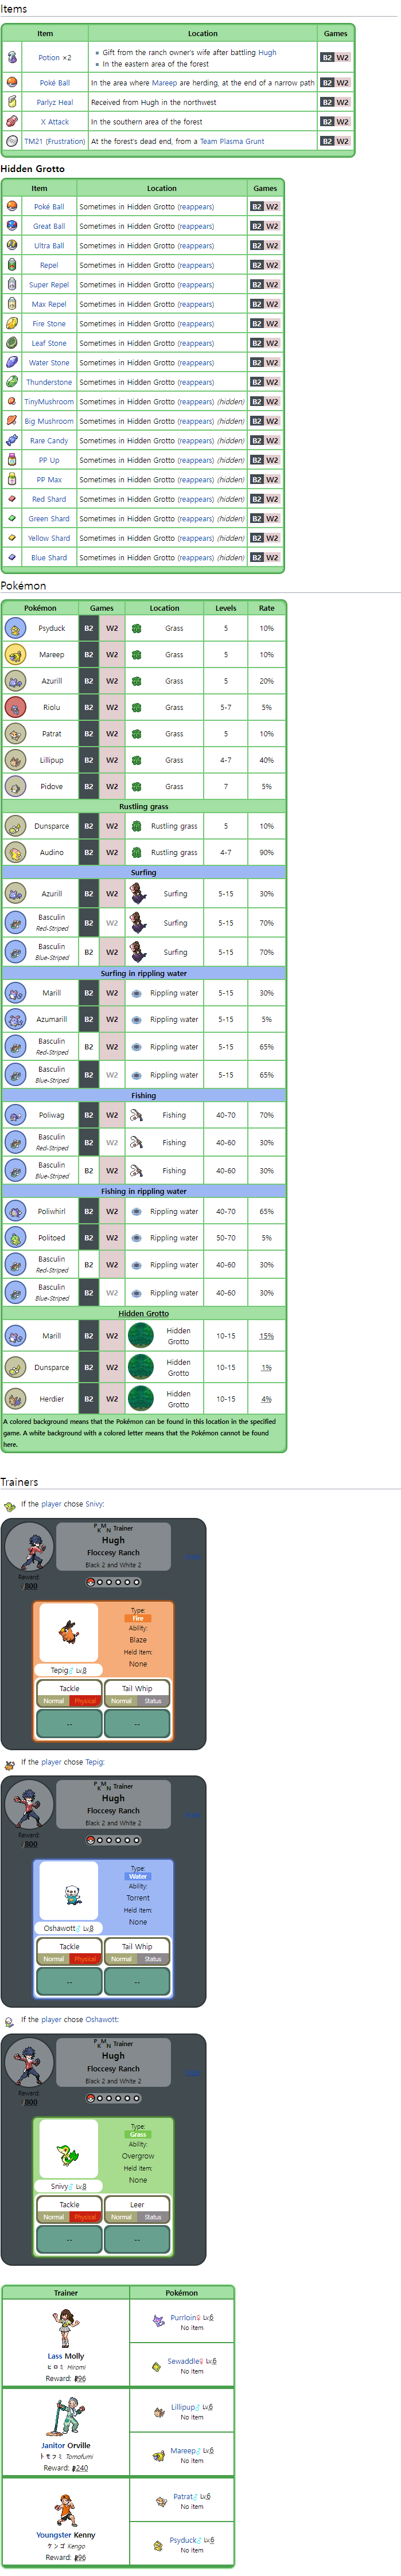 Items
Item Location Games
Potion ×2 Gift from the ranch owner's wife after battling Hugh B2 W2
In the eastern area of the forest
Poké Ball In the area where Mareep are herding, at the end of a narrow path B2 W2
Parlyz Heal Received from Hugh in the northwest B2 W2
X Attack In the southern area of the forest B2 W2
TM21 (Frustration) At the forest's dead end, from a Team Plasma Grunt B2 W2
Hidden Grotto
Item Location Games
Poké Ball Sometimes in Hidden Grotto (reappears) B2 W2
Great Ball Sometimes in Hidden Grotto (reappears) B2 W2
Ultra Ball Sometimes in Hidden Grotto (reappears) B2 W2
Repel Sometimes in Hidden Grotto (reappears) B2 W2
Super Repel Sometimes in Hidden Grotto (reappears) B2 W2
Max Repel Sometimes in Hidden Grotto (reappears) B2 W2
Fire Stone Sometimes in Hidden Grotto (reappears) B2 W2
Leaf Stone Sometimes in Hidden Grotto (reappears) B2 W2
Water Stone Sometimes in Hidden Grotto (reappears) B2 W2
Thunderstone Sometimes in Hidden Grotto (reappears) B2 W2
TinyMushroom Sometimes in Hidden Grotto (reappears) (hidden) B2 W2
Big Mushroom Sometimes in Hidden Grotto (reappears) (hidden) B2 W2
Rare Candy Sometimes in Hidden Grotto (reappears) (hidden) B2 W2
PP Up Sometimes in Hidden Grotto (reappears) (hidden) B2 W2
PP Max Sometimes in Hidden Grotto (reappears) (hidden) B2 W2
Red Shard Sometimes in Hidden Grotto (reappears) (hidden) B2 W2
Green Shard Sometimes in Hidden Grotto (reappears) (hidden) B2 W2
Yellow Shard Sometimes in Hidden Grotto (reappears) (hidden) B2 W2
Blue Shard Sometimes in Hidden Grotto (reappears) (hidden) B2 W2
Pokémon
Pokémon Games Location Levels Rate
Psyduck B2 W2 Grass 5 10%
Mareep B2 W2 Grass 5 10%
Azurill B2 W2 Grass 5 20%
Riolu B2 W2 Grass 5-7 5%
Patrat B2 W2 Grass 5 10%
Lillipup B2 W2 Grass 4-7 40%
Pidove B2 W2 Grass 7 5%
Rustling grass
Dunsparce B2 W2 Rustling grass 5 10%
Audino B2 W2 Rustling grass 4-7 90%
Surfing
Azurill B2 W2 Surfing 5-15 30%
Basculin Red-Striped B2 W2 Surfing 5-15 70%
Basculin Blue-Striped B2 W2 Surfing 5-15 70%
Surfing in rippling water
Marill B2 W2 Rippling water 5-15 30%
Azumarill B2 W2 Rippling water 5-15 5%
Basculin Red-Striped B2 W2 Rippling water 5-15 65%
Basculin Blue-Striped B2 W2 Rippling water 5-15 65%
Fishing
Poliwag B2 W2 Fishing 40-70 70%
Basculin Red-Striped B2 W2 Fishing 40-60 30%
Basculin Blue-Striped B2 W2 Fishing 40-60 30%
Fishing in rippling water
Poliwhirl B2 W2 Rippling water 40-70 65%
Politoed B2 W2 Rippling water 50-70 5%
Basculin Red-Striped B2 W2 Rippling water 40-60 30%
Basculin Blue-Striped B2 W2 Rippling water 40-60 30%
Hidden Grotto
Marill B2 W2 Hidden Grotto 10-15 15%
Dunsparce B2 W2 Hidden Grotto 10-15 1%
Herdier B2 W2 Hidden Grotto 10-15 4%
A colored background means that the Pokémon can be found in this location in the specified
game. A white background with a colored letter means that the Pokémon cannot be found
here.
Trainers
If the player chose Snivy:
PKMN Trainer
Hugh
Floccesy Ranch
Black 2 and White 2
Reward:
800
Type:
Fire
Ability:
Blaze
Held Item:
None
Tepig♂ Lv.8
Tackle Tail Whip
Normal Physical Normal Status
-- --
If the player chose Tepig:
PKMN Trainer
Hugh
Floccesy Ranch
Black 2 and White 2
Reward:
800
Type:
Water
Ability:
Torrent
Held Item:
None
Oshawott♂ Lv.8
Tackle Tail Whip
Normal Physical Normal Status
-- --
If the player chose Oshawott:
PKMN Trainer
Hugh
Floccesy Ranch
Black 2 and White 2
Reward:
800
Type:
Grass
Ability:
Overgrow
Held Item:
None
Snivy♂ Lv.8
Tackle Leer
Normal Physical Normal Status
-- --
Trainer Pokémon
Purrloin♀ Lv.6
No item
Sewaddle♀ Lv.6
No item
Lass Molly
ヒロミ Hiromi
Reward: 96
Lillipup♂ Lv.6
No item
Mareep♂ Lv.6
No item
Janitor Orville
トモフミ Tomofumi
Reward: 240
Patrat♂ Lv.6
No item
Psyduck♂ Lv.6
No item
Youngster Kenny
ケンゴ Kengo
Reward: 96